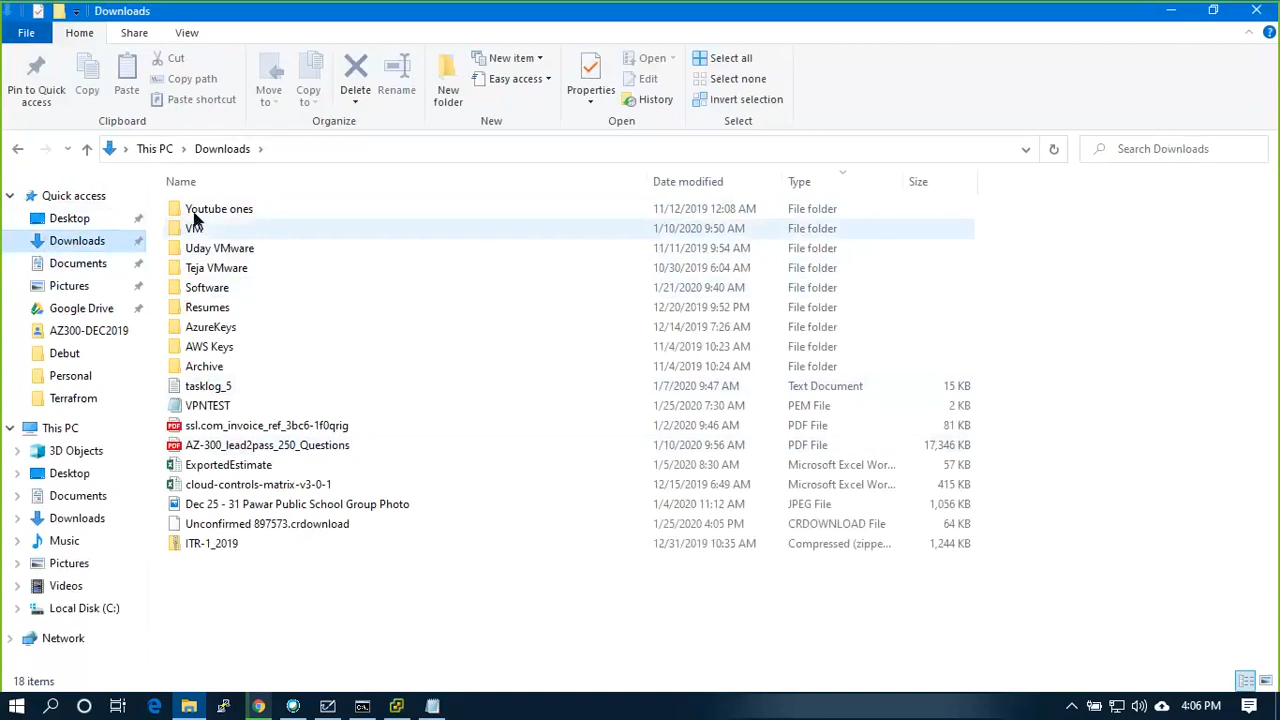 Downloads
File Home Share View
Pin to Quick access
Copy
Paste
Cut
Copy path
Paste shortcut
Clipboard
Move to
Copy to
Delete
Rename
Organize
New folder
New item
Easy access
New
Properties
Open
Edit
History
Open
Select all
Select none
Invert selection
Select
This PC Downloads Search Downloads
Name Date modified Type Size
Quick access
Desktop
Downloads
Documents
Pictures
Google Drive
AZ300-DEC2019
Debut
Personal
Terrafrom
This PC
3D Objects
Desktop
Documents
Downloads
Music
Pictures
Videos
Local Disk (C:)
Network
Youtube ones 11/12/2019 12:08 AM File folder
1/10/2020 9:50 AM File folder
Uday VMware 11/11/2019 9:54 AM File folder
Teja VMware 10/30/2019 6:04 AM File folder
Software 1/21/2020 9:40 AM File folder
Resumes 12/20/2019 9:52 PM File folder
AzureKeys 12/14/2019 7:26 AM File folder
AWS Keys 11/4/2019 10:23 AM File folder
Archive 11/4/2019 10:24 AM File folder
tasklog_5 1/7/2020 9:47 AM Text Document 15 KB
VPNTEST 1/25/2020 7:30 AM PEM File 2 KB
ssl.com_invoice_ref_3bc6-1f0qrig 1/2/2020 9:46 AM PDF File 81 KB
AZ-300_lead2pass_250_Questions 1/10/2020 9:56 AM PDF File 17,346 KB
ExportedEstimate 1/5/2020 8:30 AM Microsoft Excel Wor... 57 KB
cloud-controls-matrix-v3-0-1 12/15/2019 6:49 AM Microsoft Excel Wor... 415 KB
Dec 25 - 31 Pawar Public School Group Photo 1/4/2020 11:12 AM JPEG File 1,056 KB
Unconfirmed 897573.crdownload 1/25/2020 4:05 PM CRDOWNLOAD File 64 KB
ITR-1_2019 12/31/2019 10:35 AM Compressed (zippe... 1,244 KB
18 items
4:06 PM